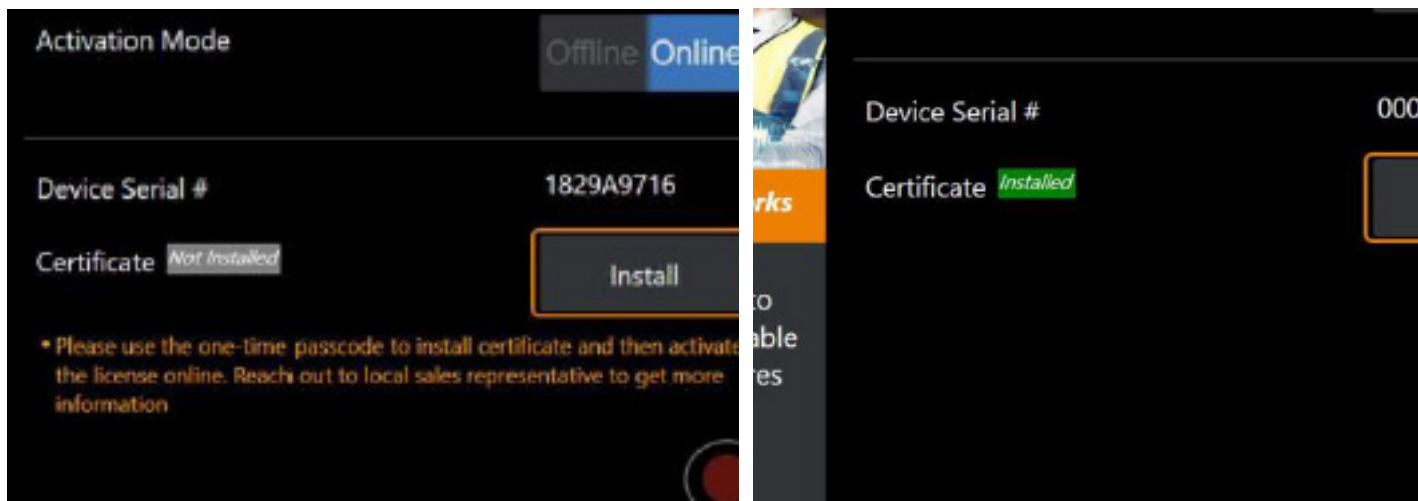 Activation Mode
Offline Online
Device Serial # 1829A9716
Certificate Not Installed
Install
* Please use the one-time passcode to install certificate and then activate
the license online. Reach out to local sales representative to get more
information
Device Serial # 000
Certificate Installed
rks
to
able
res